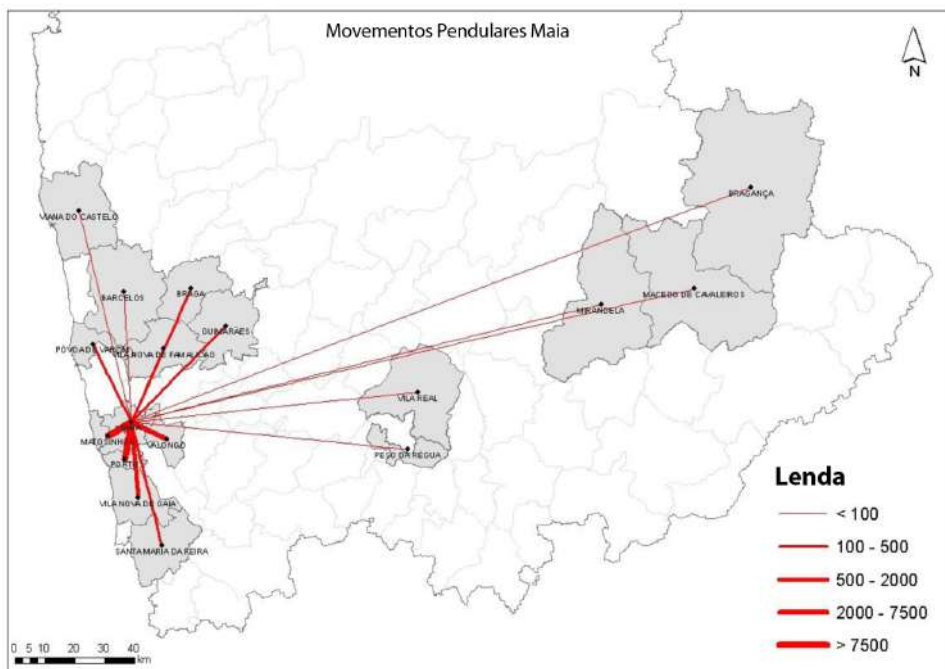 Movementos Pendulares Maia
N
BRAGANÇA
VIANA DO CASTELO
BARCELOS
BRAGA
MACEDO DE CAVALEIROS
MIRANDELA
GUIMARÃES
PÓVOA DE VARZIM
VILA NOVA DE FAMALICÃO
VILA REAL
MATOSINHOS
VALONGO
PESO DA RÉGUA
PORTO
VILA NOVA DE GAIA
SANTA MARIA DA FEIRA
Lenda
< 100
100 - 500
500 - 2000
2000 - 7500
> 7500
0 5 10 20 30 40
km